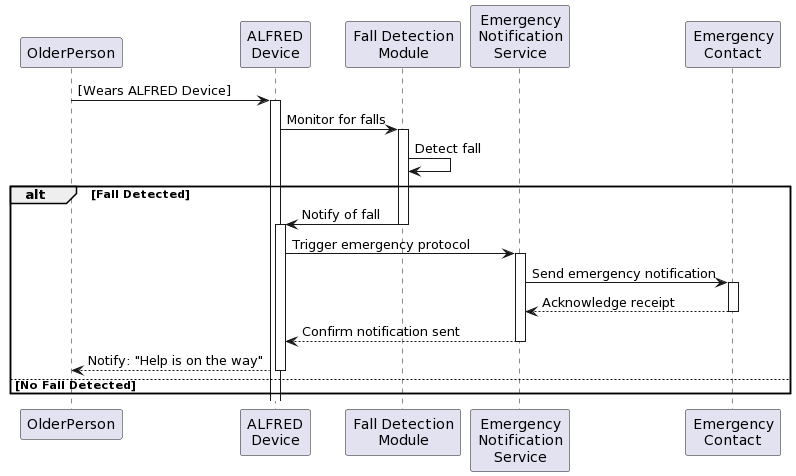 OlderPerson
ALFRED
Device
Fall Detection
Module
Emergency
Notification
Service
Emergency
Contact
[Wears ALFRED Device]
Monitor for falls
Detect fall
alt
[Fall Detected]
Notify of fall
Trigger emergency protocol
Send emergency notification
Acknowledge receipt
Confirm notification sent
Notify: "Help is on the way"
[No Fall Detected]
OlderPerson
ALFRED
Device
Fall Detection
Module
Emergency
Notification
Service
Emergency
Contact